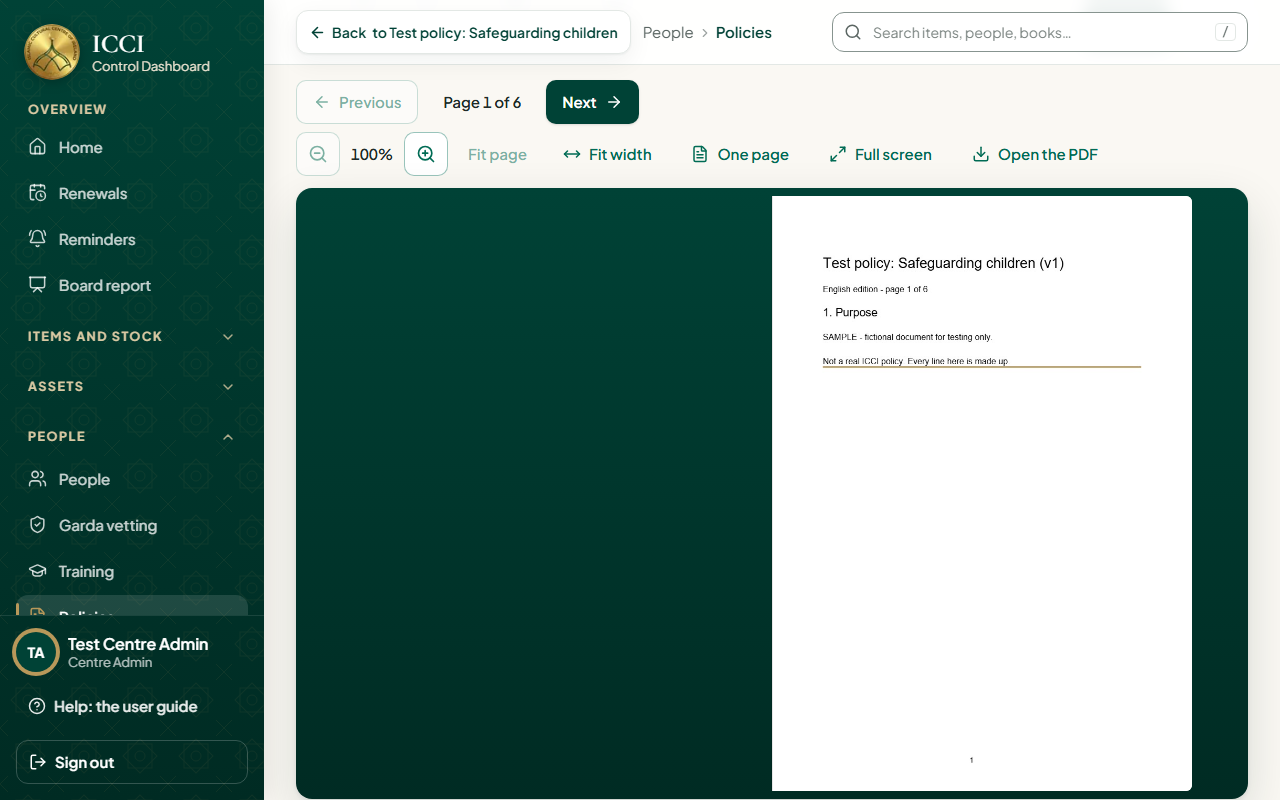 ICCI
Control Dashboard
OVERVIEW
Home
Renewals
Reminders
Board report
ITEMS AND STOCK
ASSETS
PEOPLE
People
Garda vetting
Training
Policies
TA
Test Centre Admin
Centre Admin
Help: the user guide
Sign out
Back to Test policy: Safeguarding children
People > Policies
Search items, people, books...
/
Previous
Page 1 of 6
Next
100%
Fit page
Fit width
One page
Full screen
Open the PDF
Test policy: Safeguarding children (v1)
English edition - page 1 of 6
1. Purpose
SAMPLE - fictional document for testing only.
Not a real ICCI policy. Every line here is made up
1